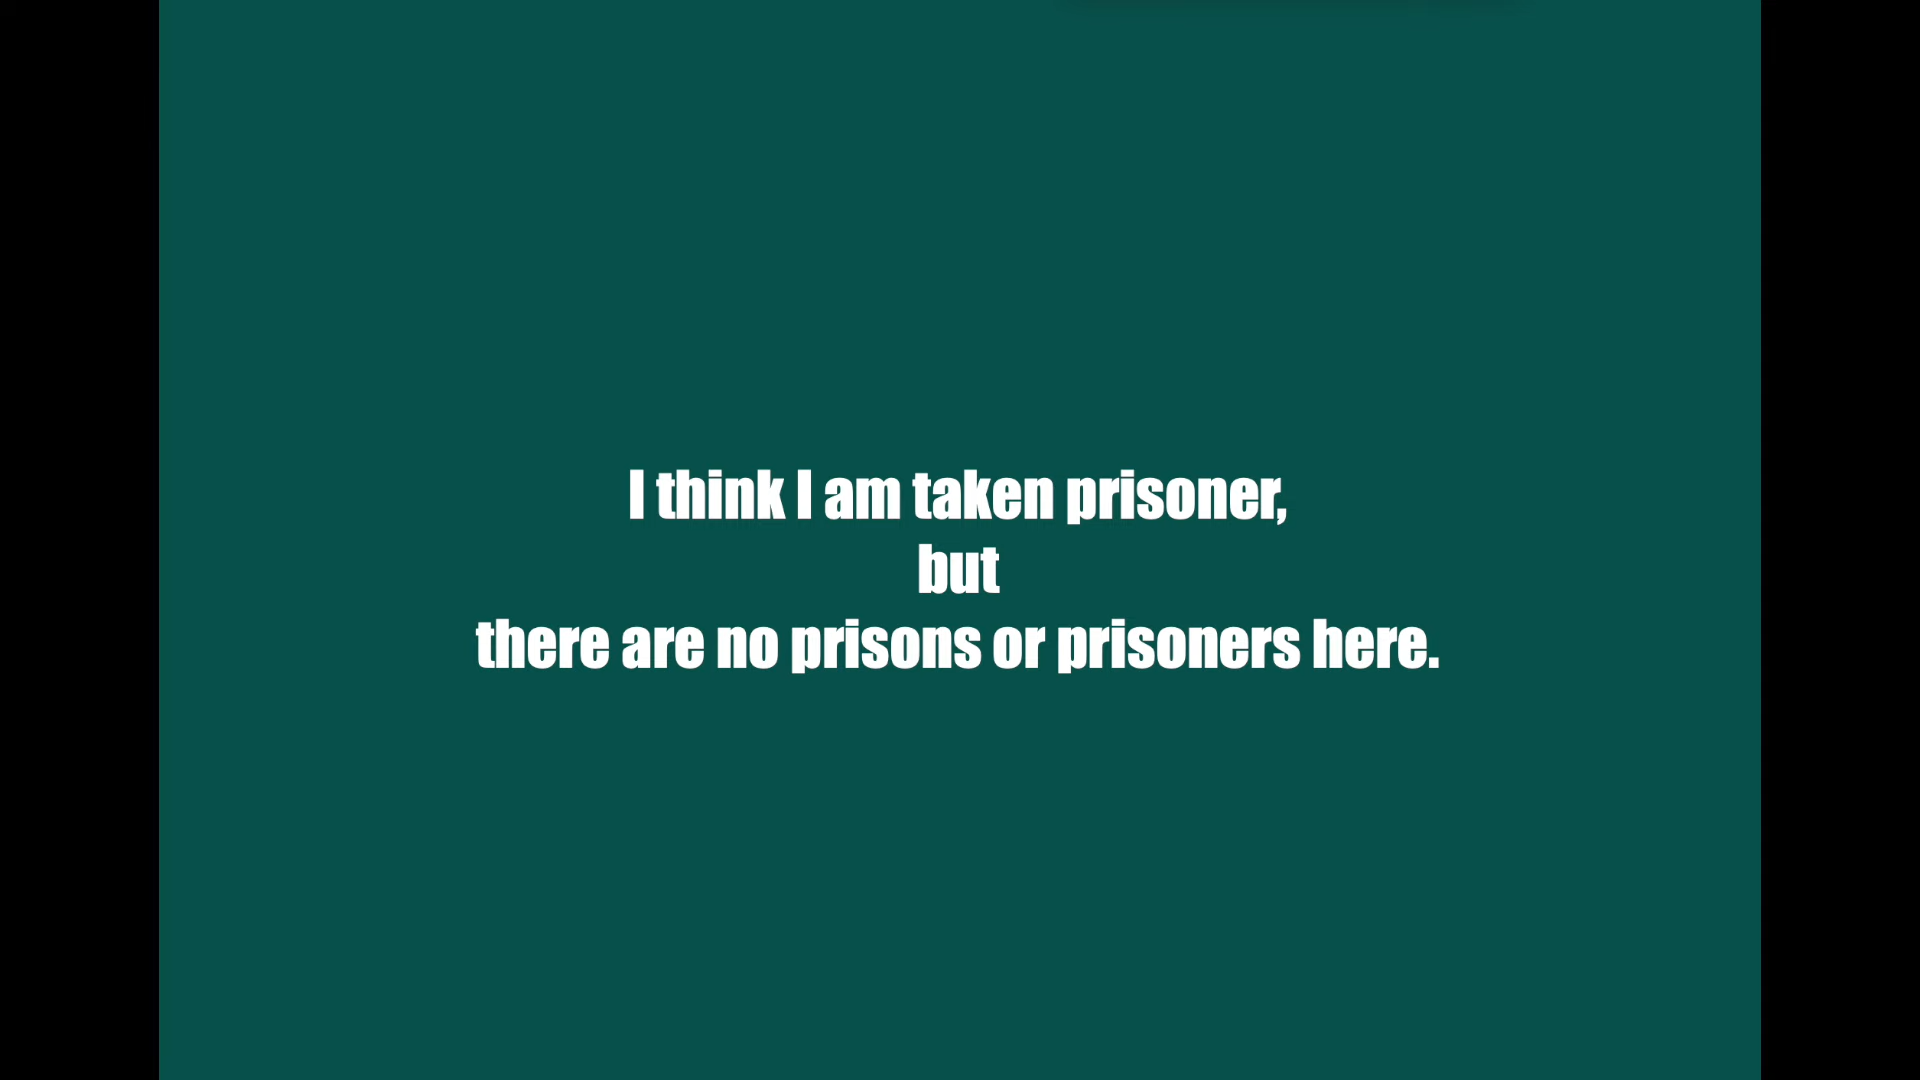 I think I am taken prisoner,
but
there are no prisons or prisoners here.